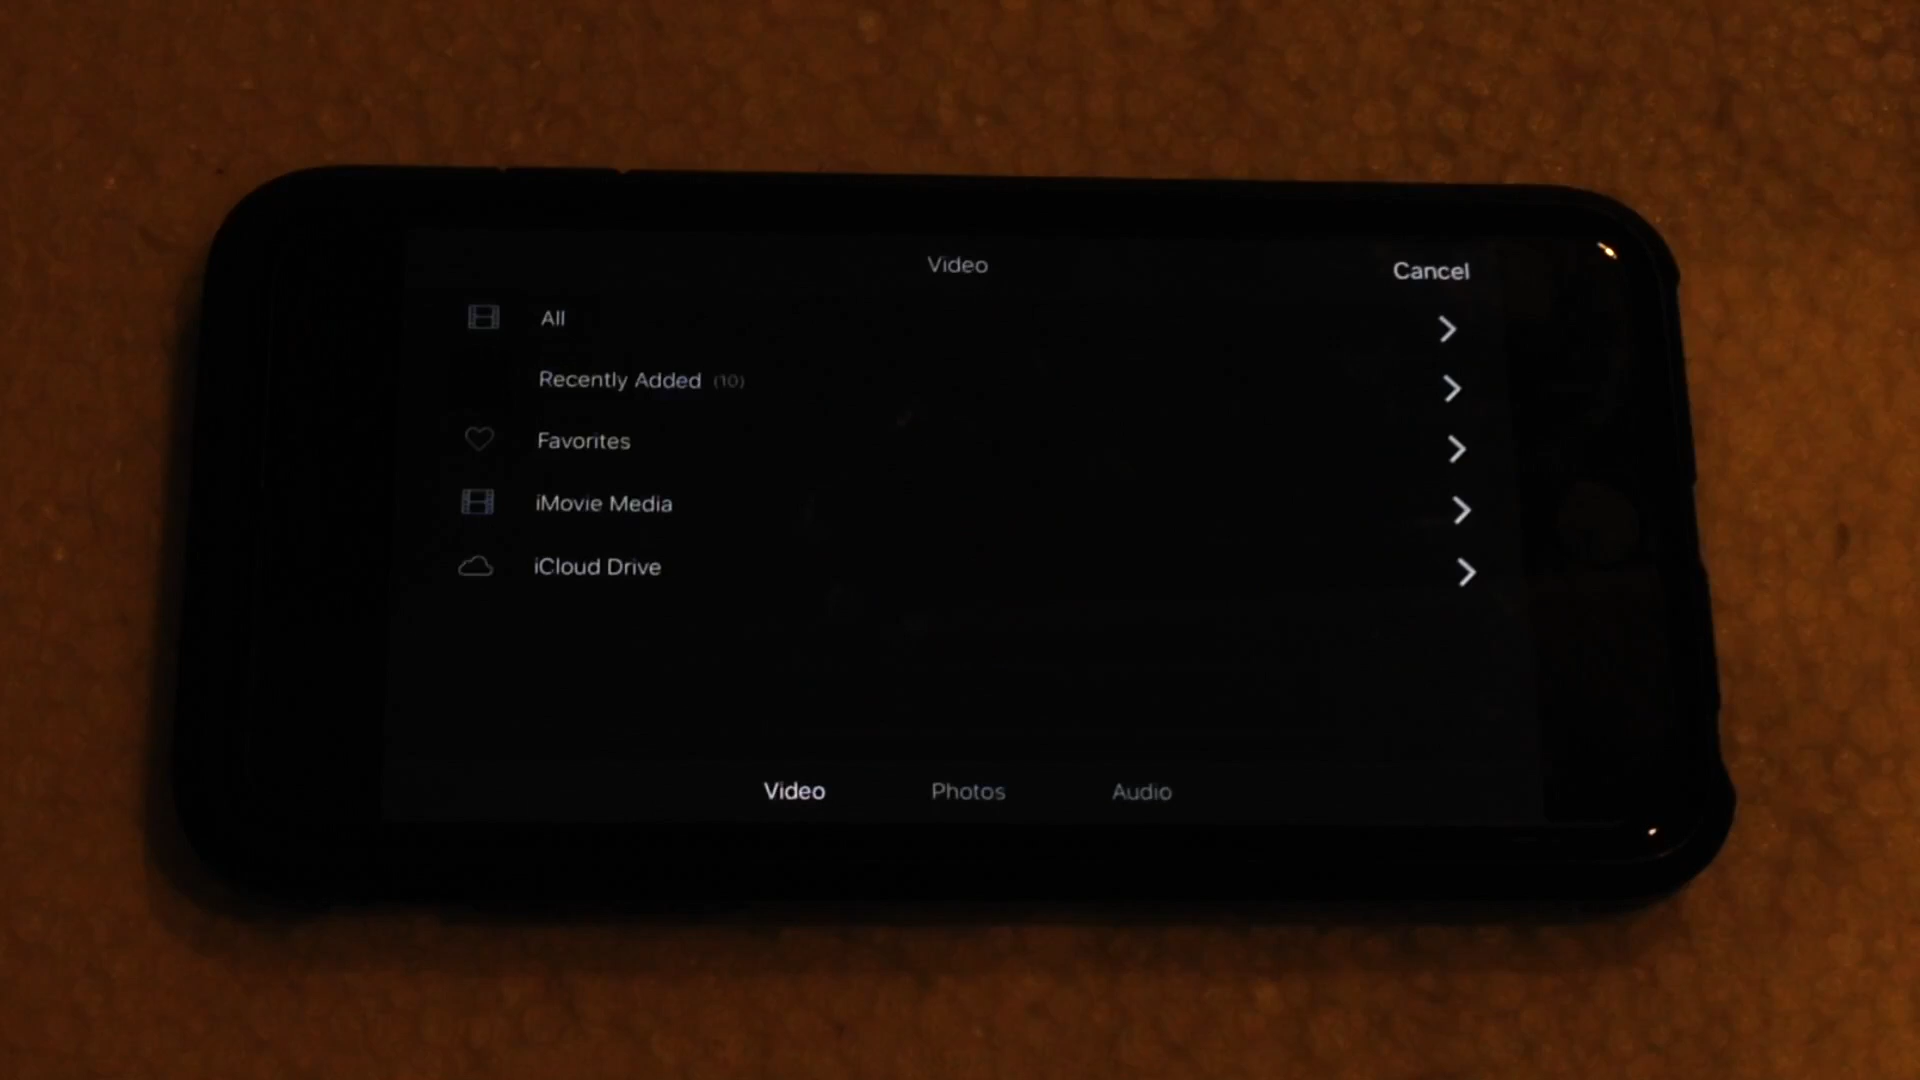 Video
Cancel
All
Recently Added (10)
Favorites
iMovie Media
iCloud Drive
Video Photos Audio